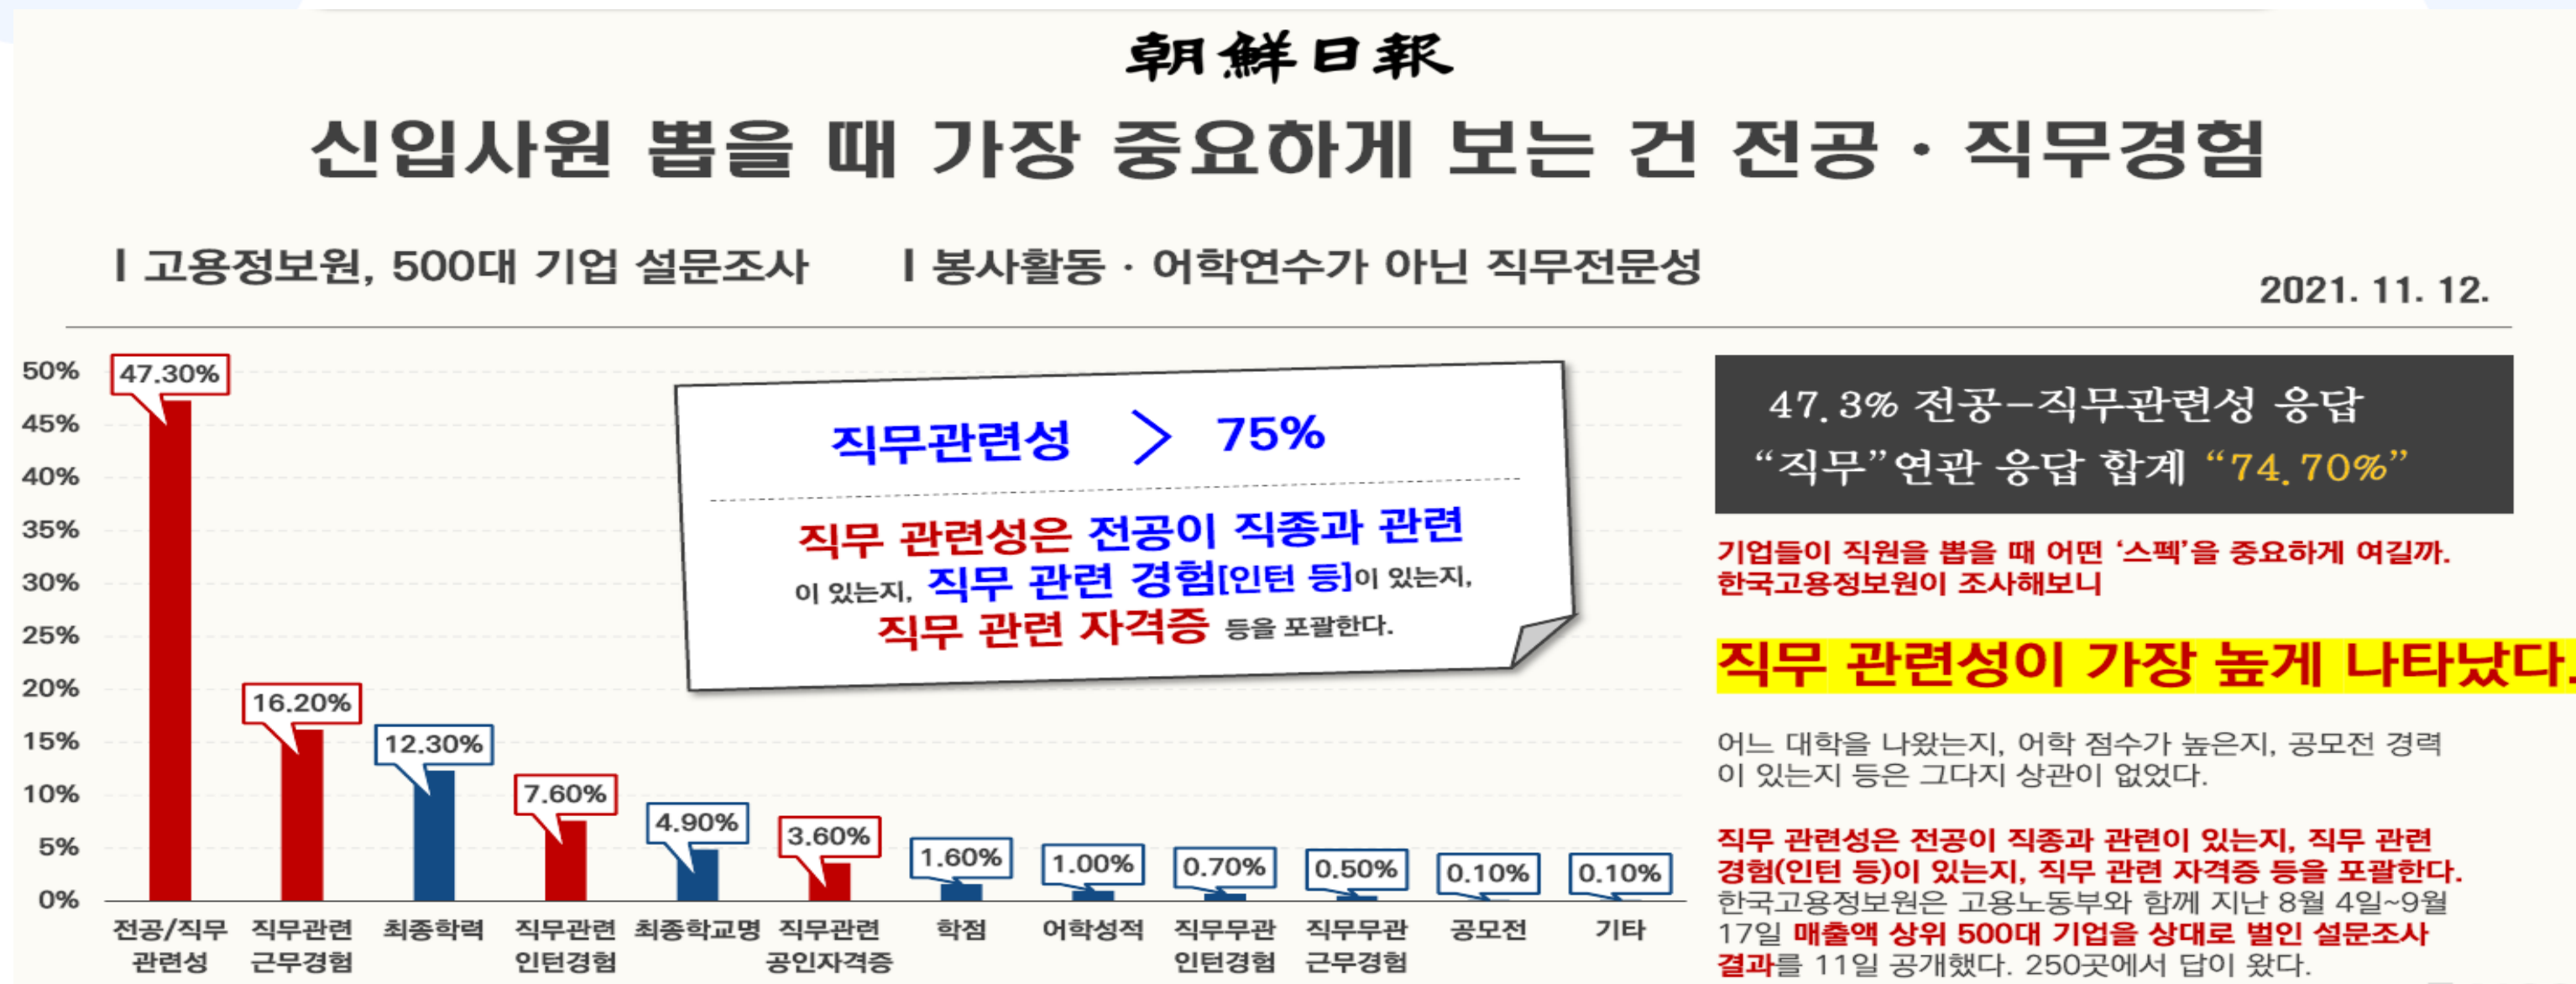 朝鮮日報
신입사원 뽑을 때 가장 중요하게 보는 건 전공 · 직무경험
| 고용정보원, 500대 기업 설문조사
| 봉사활동 · 어학연수가 아닌 직무전문성
2021. 11. 12.
50%
45%
40%
35%
30%
25%
20%
15%
10%
5%
0%
47.30%
16.20%
12.30%
7.60%
4.90%
3.60%
1.60%
1.00%
0.70%
0.50%
0.10%
0.10%
전공/직무
관련성
직무관련
근무경험
최종학력
직무관련
인턴경험
최종학교명
직무관련
공인자격증
학점
어학성적
직무무관
인턴경험
직무무관
근무경험
공모전
기타
직무관련성 > 75%
직무 관련성은 전공이 직종과 관련
이 있는지, 직무 관련 경험[인턴 등]이 있는지,
직무 관련 자격증 등을 포괄한다.
47.3% 전공-직무관련성 응답
“직무”연관 응답 합계 “74.70%”
기업들이 직원을 뽑을 때 어떤 ‘스펙’을 중요하게 여길까.
한국고용정보원이 조사해보니
직무 관련성이 가장 높게 나타났다.
어느 대학을 나왔는지, 어학 점수가 높은지, 공모전 경력
이 있는지 등은 그다지 상관이 없었다.
직무 관련성은 전공이 직종과 관련이 있는지, 직무 관련
경험(인턴 등)이 있는지, 직무 관련 자격증 등을 포괄한다.
한국고용정보원은 고용노동부와 함께 지난 8월 4일~9월
17일 매출액 상위 500대 기업을 상대로 벌인 설문조사
결과를 11일 공개했다. 250곳에서 답이 왔다.